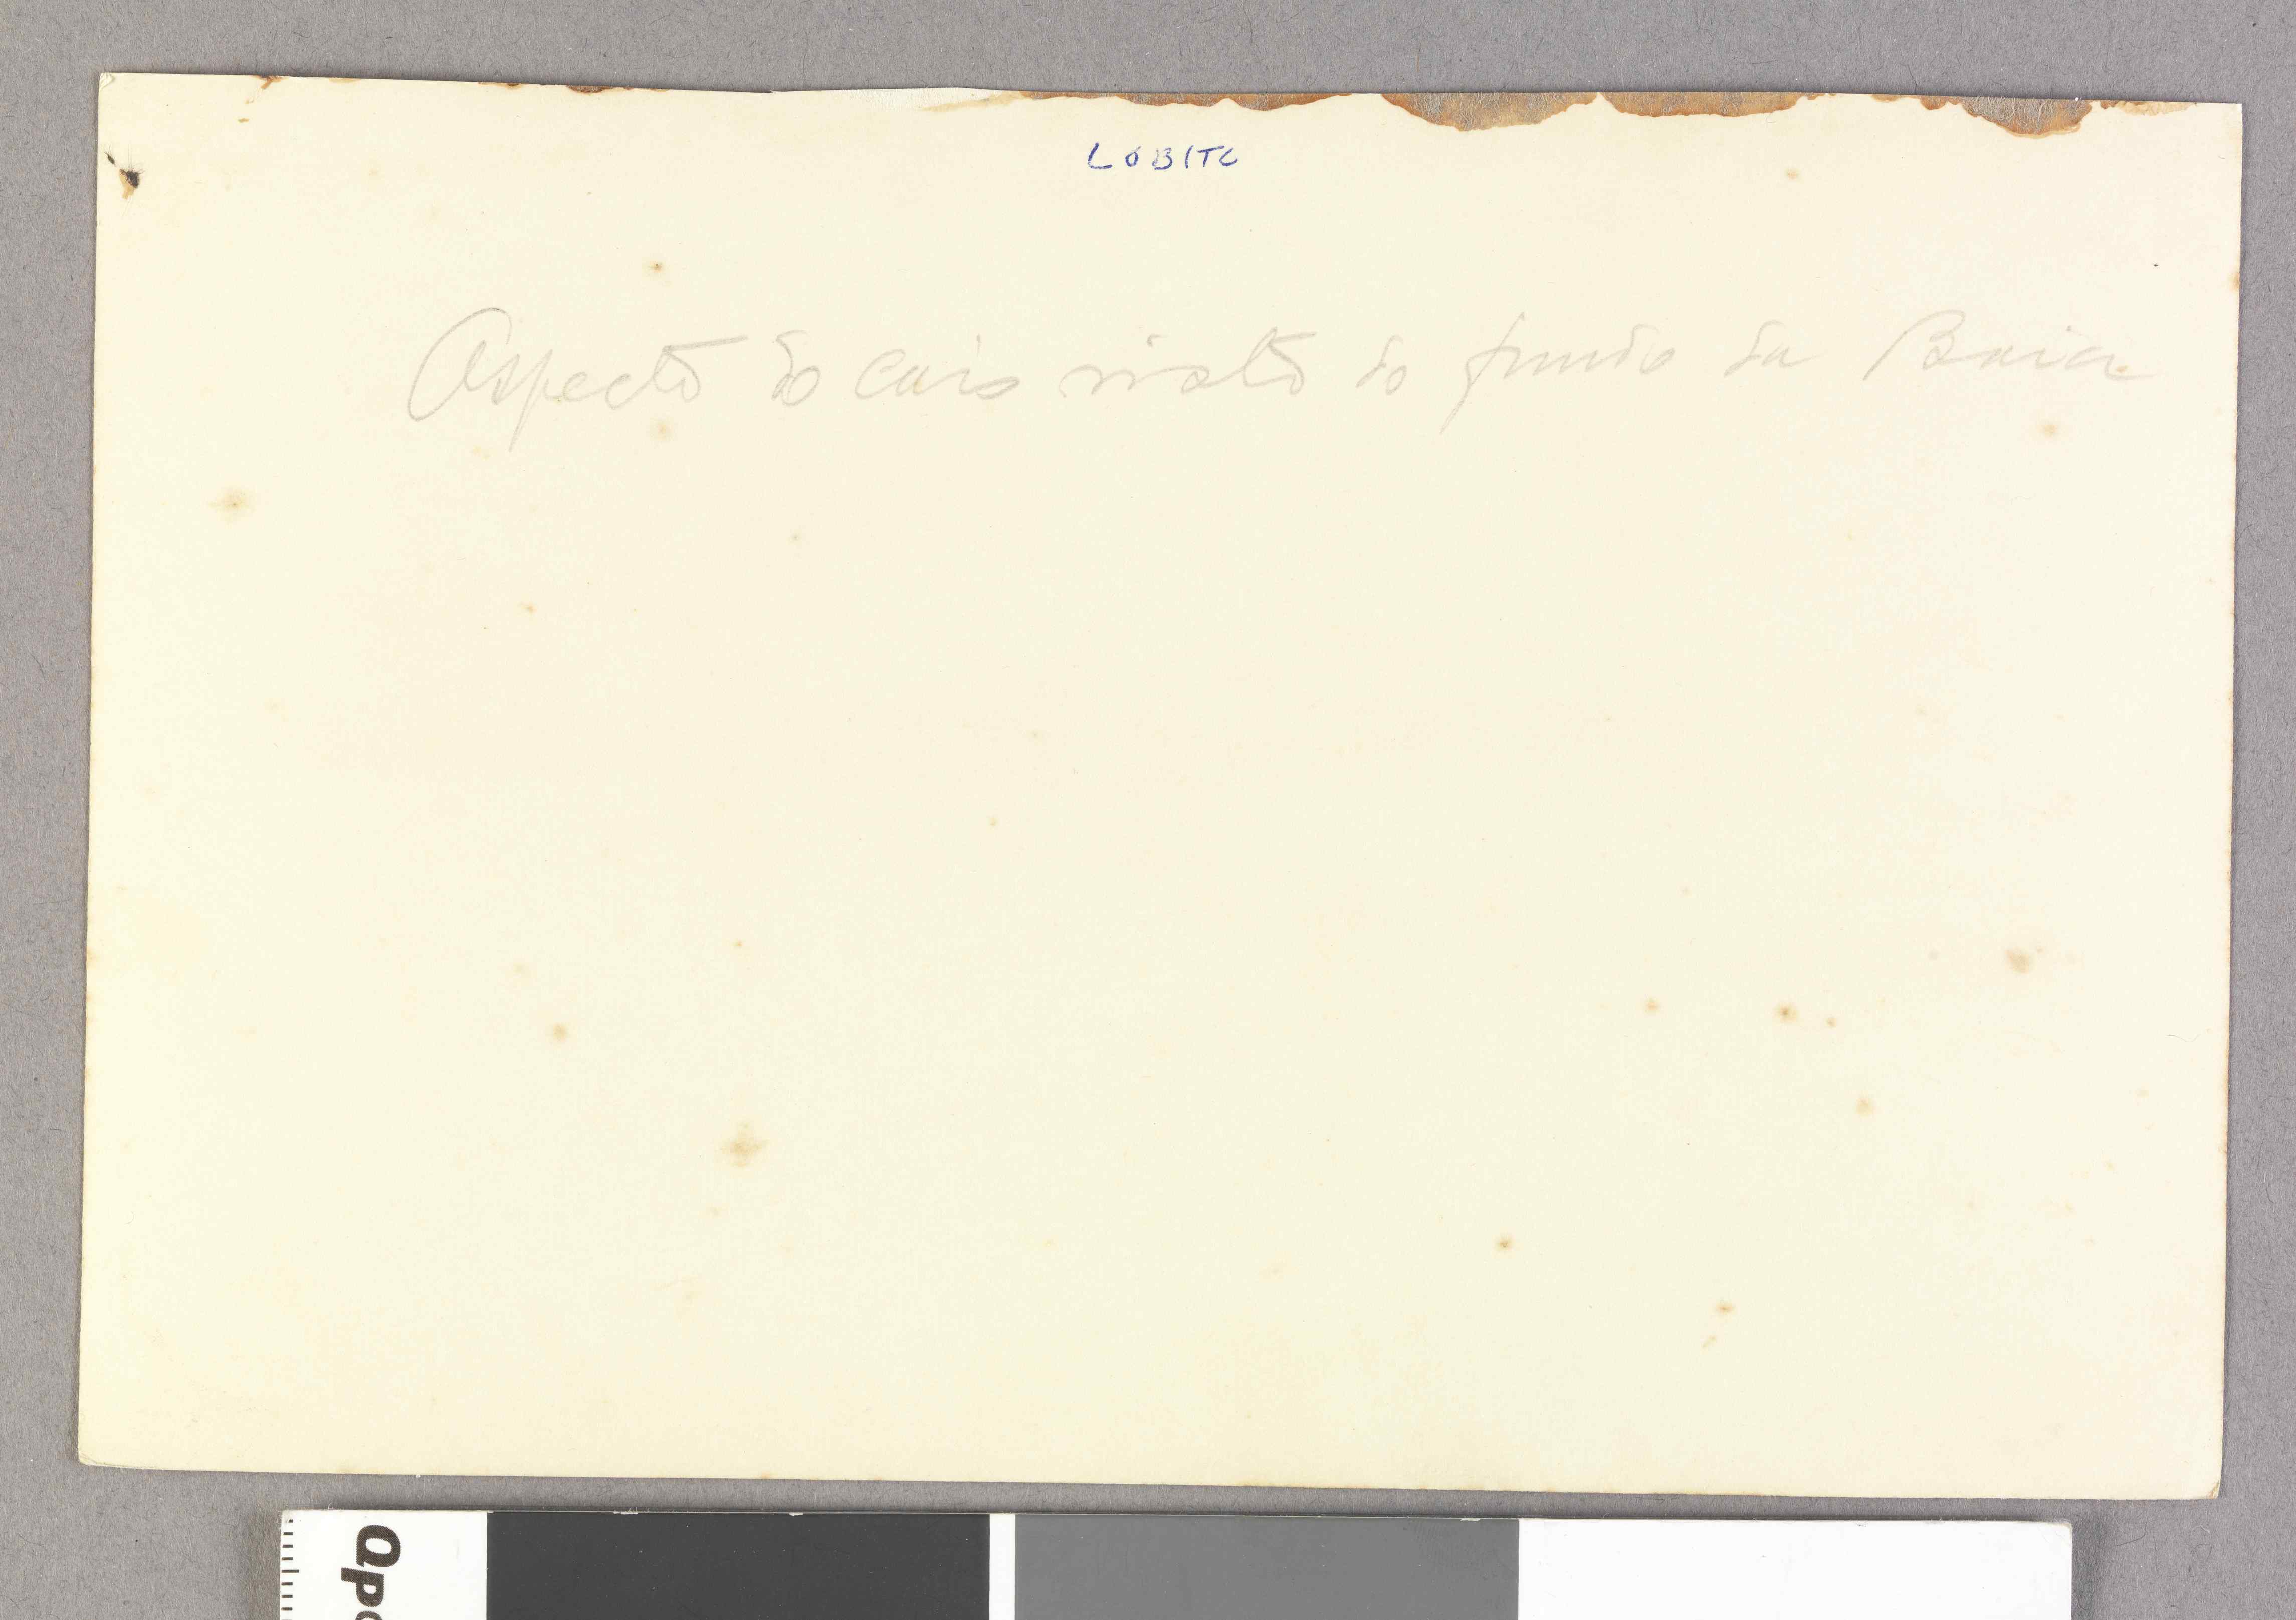 LOBITO
Aspecto do cais visto do fundo da Baia